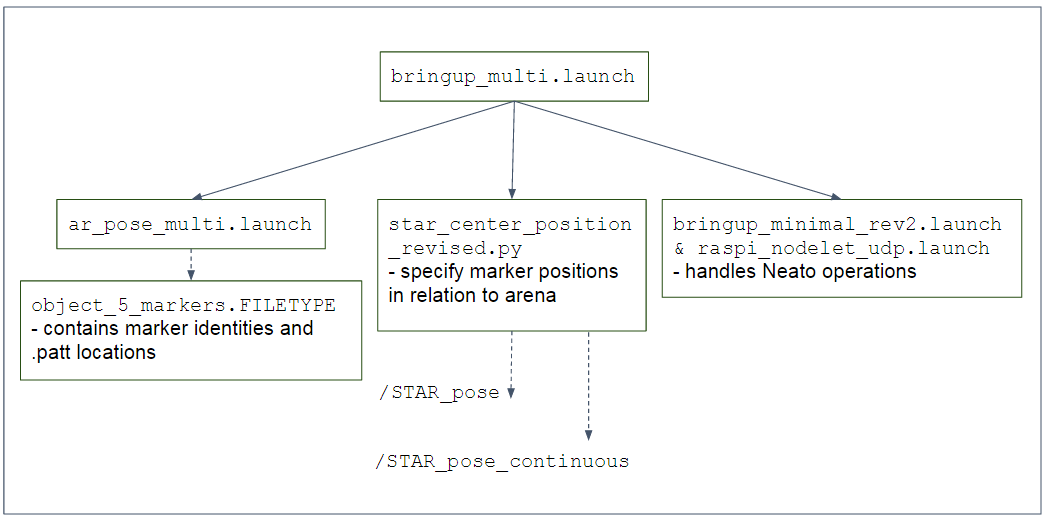 bringup_multi.launch
ar_pose_multi.launch
star_center_position
_revised.py
- specify marker positions
in relation to arena
bringup_minimal_rev2.launch
& raspi_nodelet_udp.launch
- handles Neato operations
object_5_markers.FILETYPE
- contains marker identities and
.patt locations
/STAR_pose
/STAR_pose_continuous